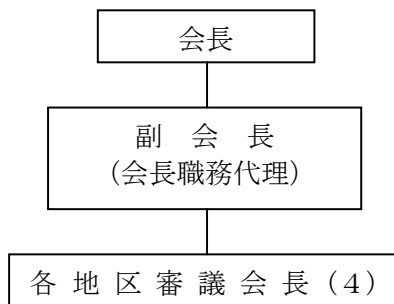 会長
副　会　長
（会長職務代理）
各 地 区 審 議 会 長（４）